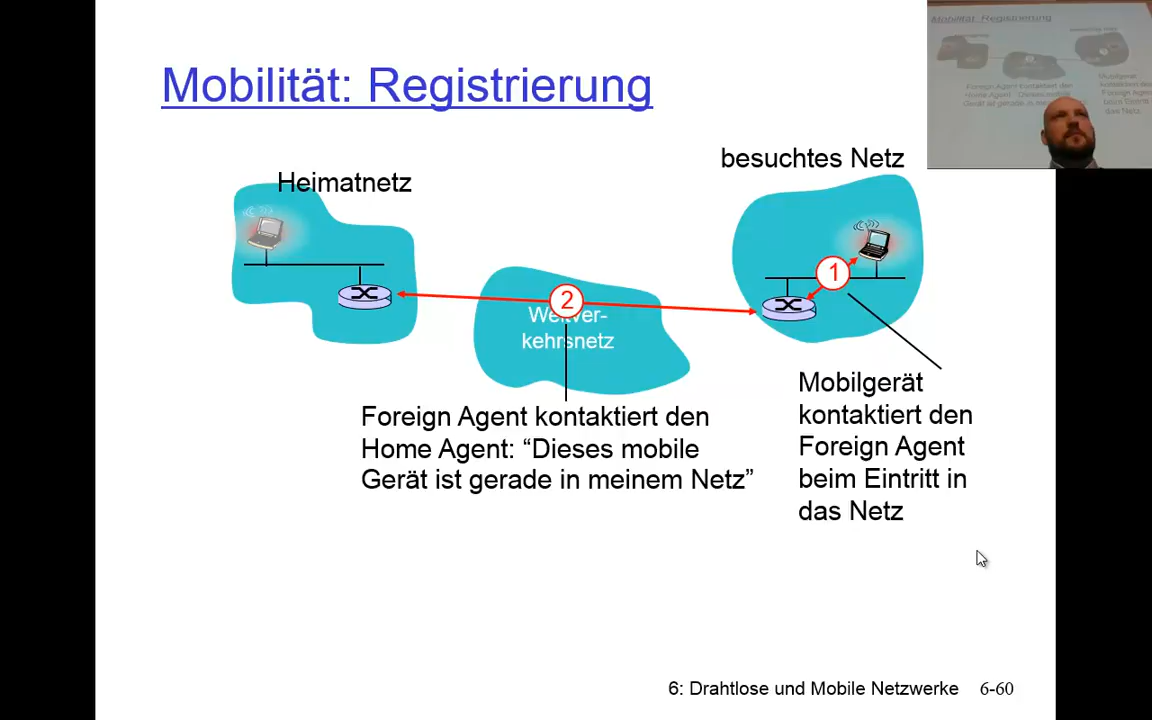 Mobilität: Registrierung
besuchtes Netz
Heimatnetz
1
2
kehrsnetz
Foreign Agent kontaktiert den
Home Agent: “Dieses mobile
Gerät ist gerade in meinem Netz”
Mobilgerät
kontaktiert den
Foreign Agent
beim Eintritt in
das Netz
6: Drahtlose und Mobile Netzwerke 6-60
Mobilität: Registrierung